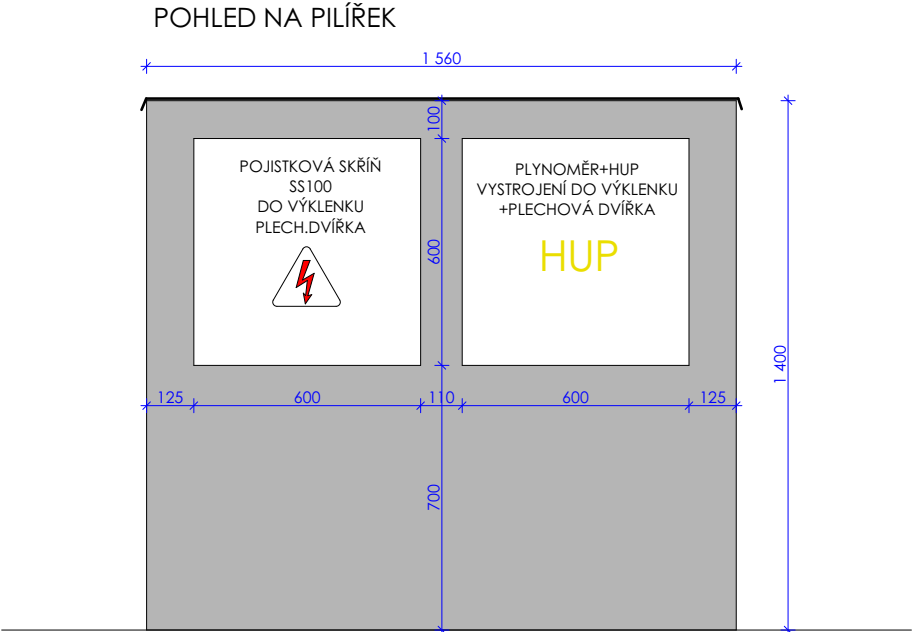 POHLED NA PILÍŘEK
1 560
100
POJISTKOVÁ SKŘÍŇ
SS100
DO VÝKLENKU
PLECH.DVÍŘKA
PLYNOMĚR+HUP
VYSTROJENÍ DO VÝKLENKU
+PLECHOVÁ DVÍŘKA
HUP
600
1 400
125
600
110
600
125
700